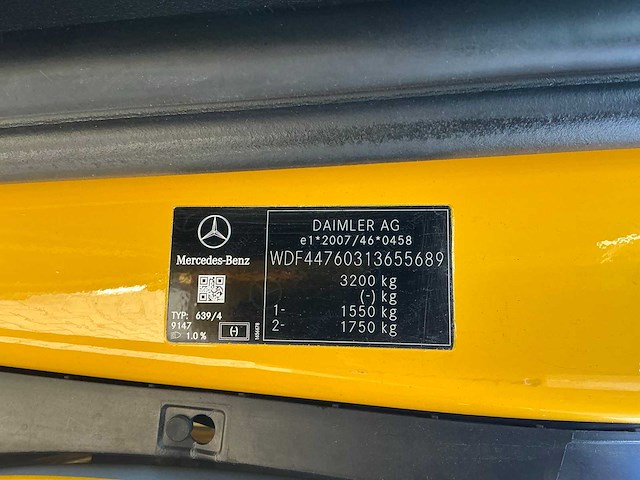 Mercedes-Benz
TYP: 639/4
9147
1.0 %
(-)
DAIMLER AG
e1*2007/46*0458
WDF44760313655689
3200 kg
(-) kg
1- 1550 kg
2- 1750 kg